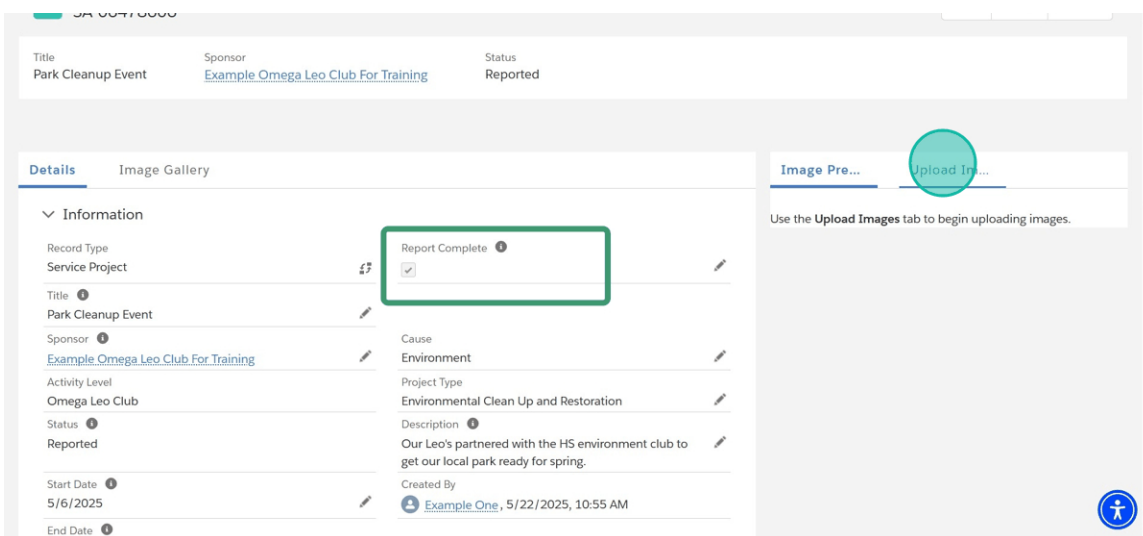 Title
Park Cleanup Event
Sponsor
Example Omega Leo Club For Training
Status
Reported
Details
Image Gallery
Image Pre...
Upload Im...
Use the Upload Images tab to begin uploading images.
Information
Record Type
Service Project
Report Complete
Title
Park Cleanup Event
Sponsor
Example Omega Leo Club For Training
Cause
Environment
Activity Level
Omega Leo Club
Project Type
Environmental Clean Up and Restoration
Status
Reported
Description
Our Leo's partnered with the HS environment club to
get our local park ready for spring.
Start Date
5/6/2025
Created By
Example One, 5/22/2025, 10:55 AM
End Date